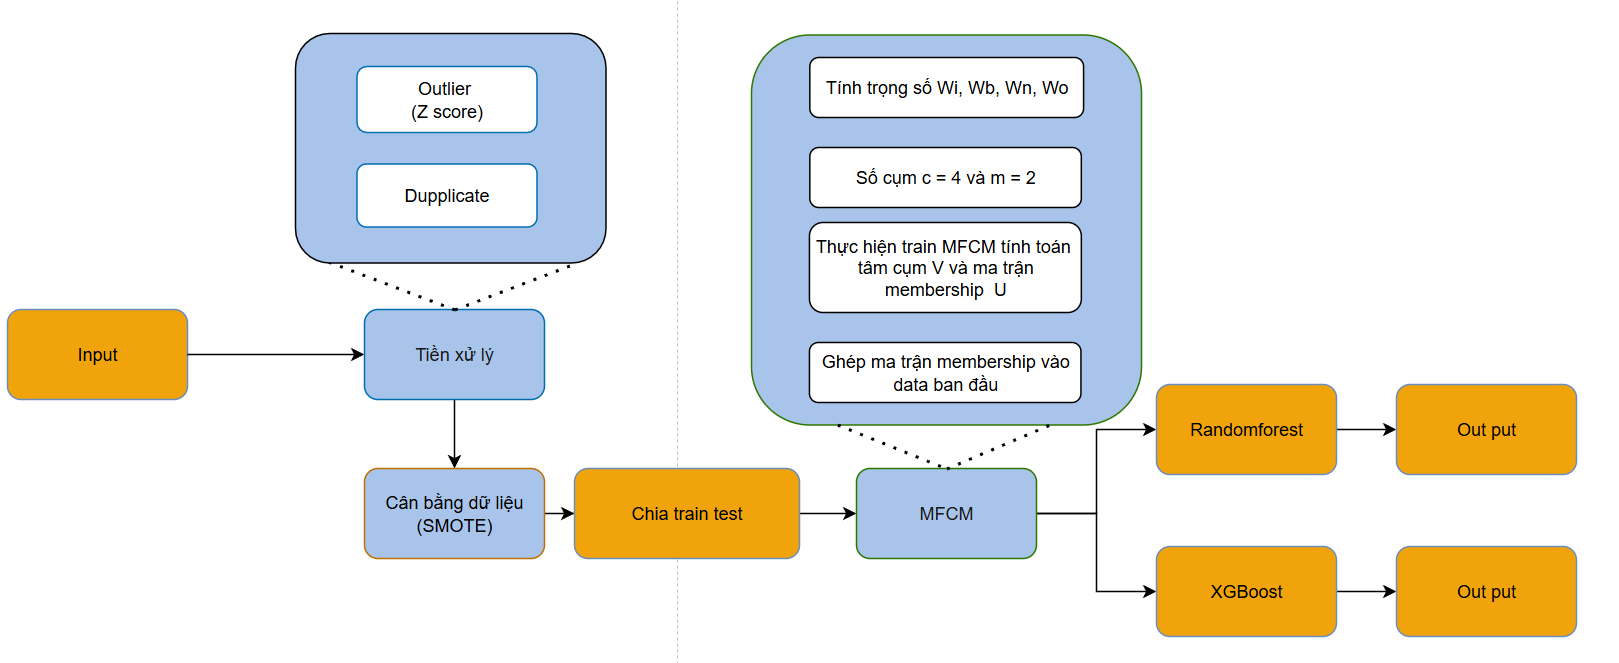 Outlier
(Z score)
Dupplicate
Input
Tiền xử lý
Cân bằng dữ liệu
(SMOTE)
Chia train test
Tính trọng số Wi, Wb, Wn, Wo
Số cụm c = 4 và m = 2
Thực hiện train MFCM tính toán
tâm cụm V và ma trận
membership U
Ghép ma trận membership vào
data ban đầu
MFCM
Randomforest
Out put
XGBoost
Out put